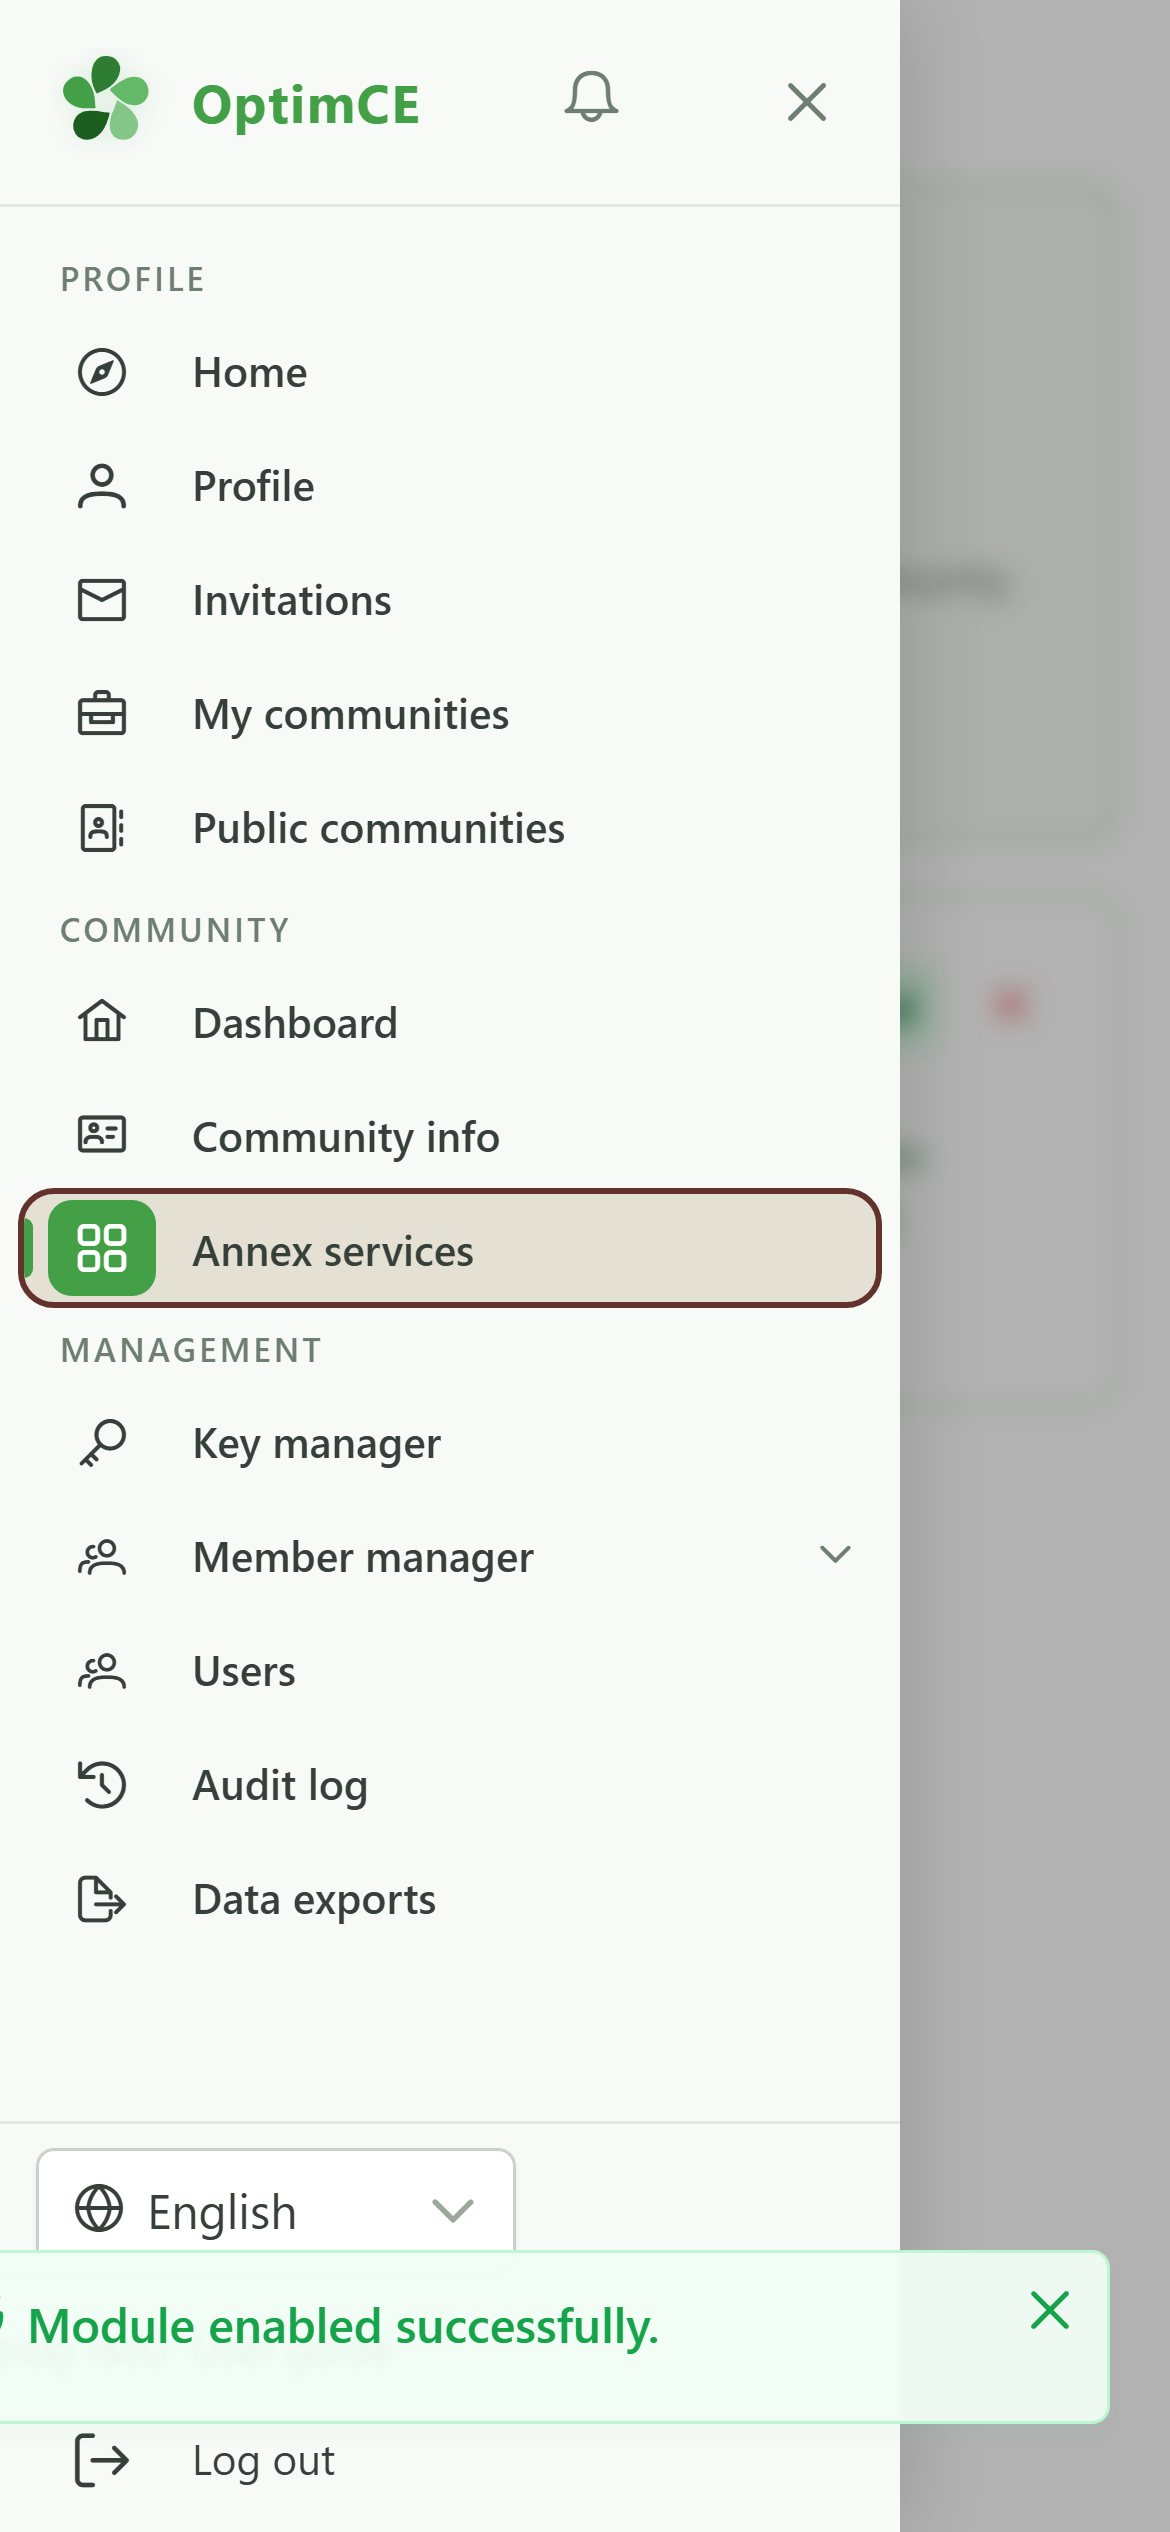 OptimCE
PROFILE
Home
Profile
Invitations
My communities
Public communities
COMMUNITY
Dashboard
Community info
Annex services
MANAGEMENT
Key manager
Member manager
Users
Audit log
Data exports
English
Module enabled successfully.
Log out